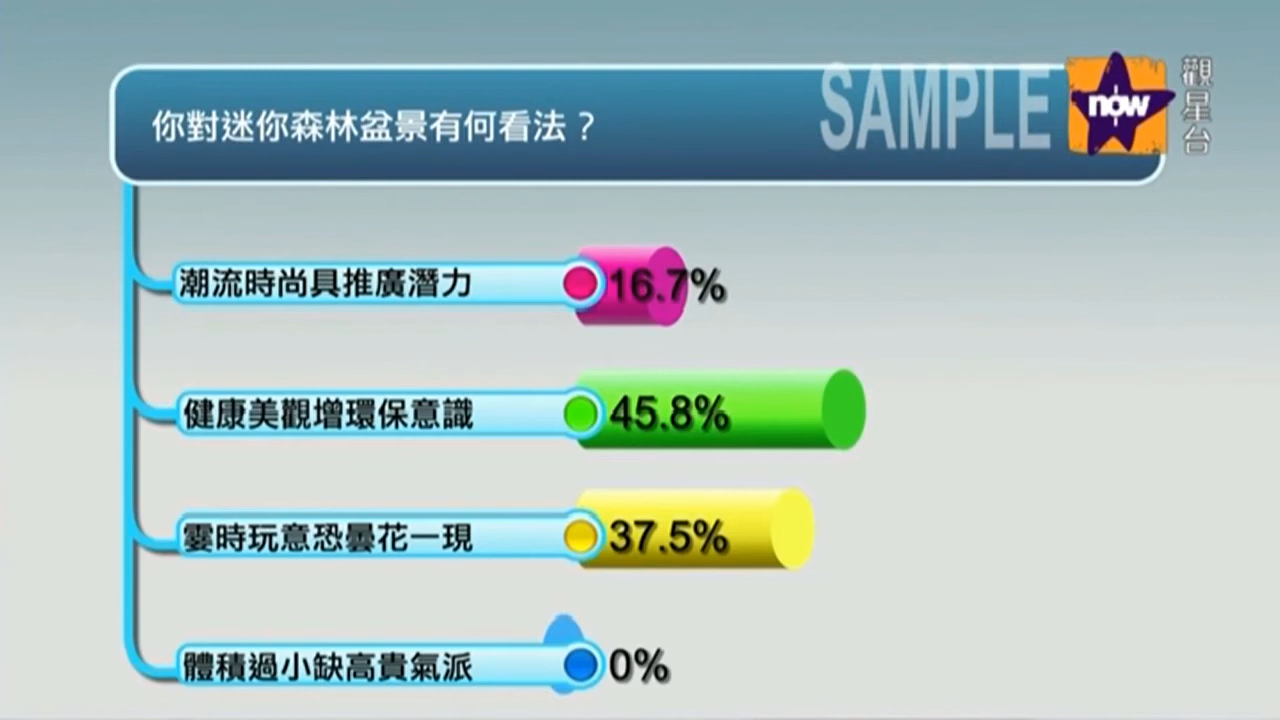 SAMPLE
now
觀星台
你對迷你森林盆景有何看法？
潮流時尚具推廣潛力
16.7%
健康美觀增環保意識
45.8%
霎時玩意恐曇花一現
37.5%
體積過小缺高貴氣派
0%